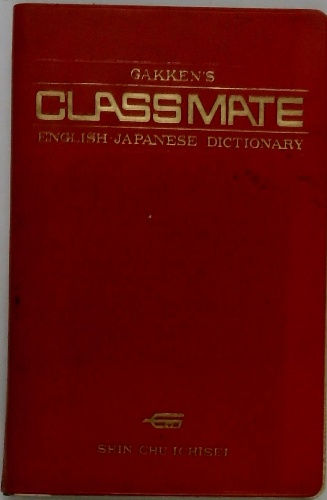 GAKKEN'S
CLASSMATE
ENGLISH-JAPANESE DICTIONARY
SHIN CHU ICHISEI